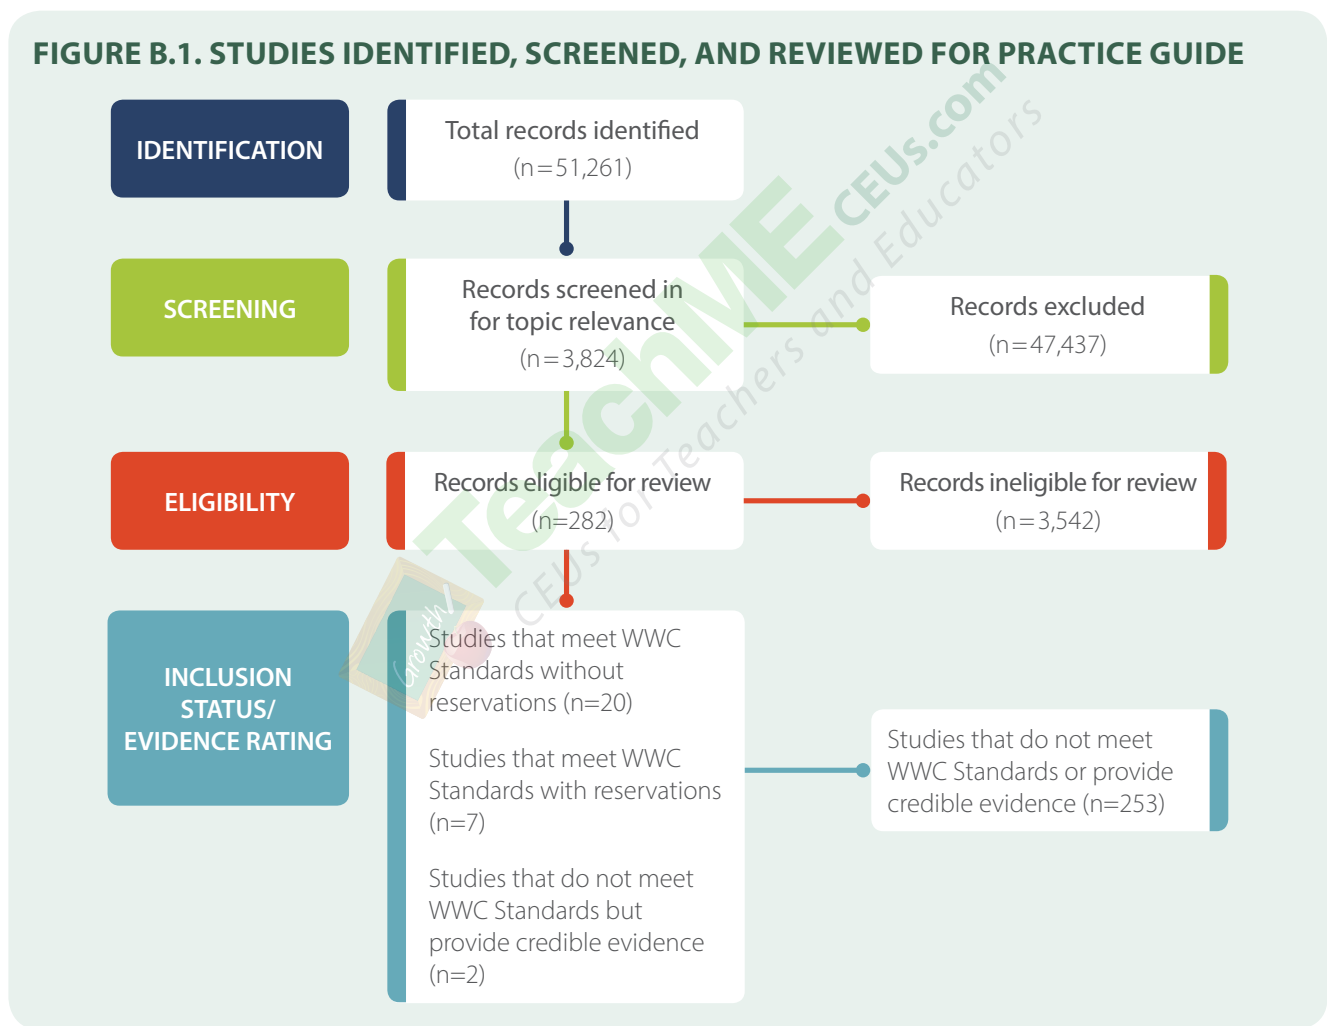 FIGURE B.1. STUDIES IDENTIFIED, SCREENED, AND REVIEWED FOR PRACTICE GUIDE
IDENTIFICATION
Total records identified
(n=51,261)
SCREENING
Records screened in
for topic relevance
(n=3,824)
Records excluded
(n=47,437)
ELIGIBILITY
Records eligible for review
(n=282)
Records ineligible for review
(n=3,542)
INCLUSION
STATUS/
EVIDENCE RATING
Studies that meet WWC
Standards without
reservations (n=20)
Studies that meet WWC
Standards with reservations
(n=7)
Studies that do not meet
WWC Standards but
provide credible evidence
(n=2)
Studies that do not meet
WWC Standards or provide
credible evidence (n=253)
Growth!
TeachME CEUs.com
CEUs for Teachers and Educators